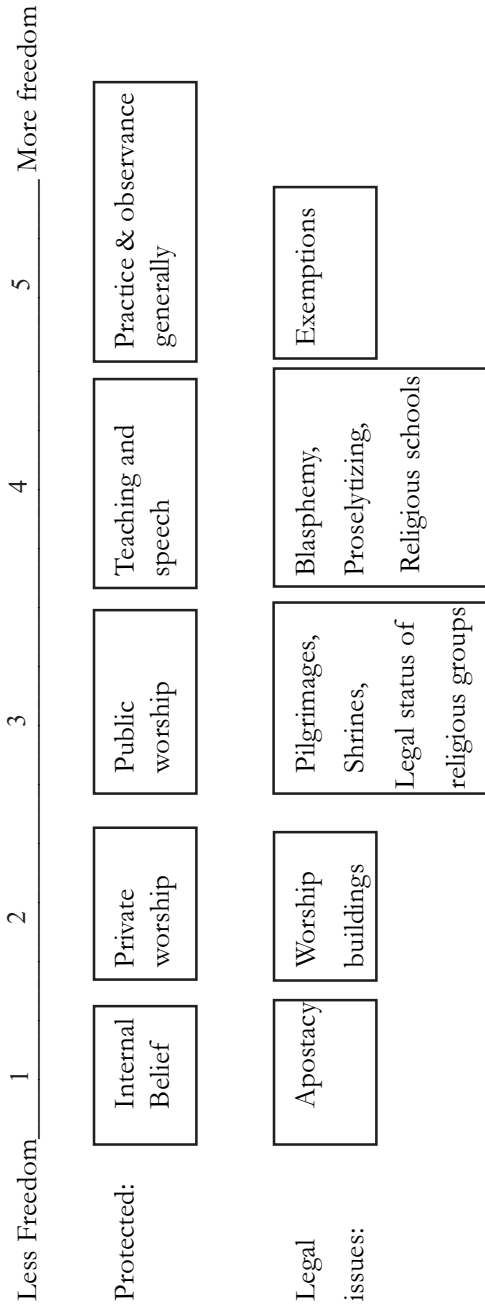 Less Freedom 1 2 3 4 5 More freedom
Protected:
Internal
Belief
Private
worship
Public
worship
Teaching and
speech
Practice & observance
generally
Legal
issues:
Apostacy
Worship
buildings
Pilgrimages,
Shrines,
Legal status of
religious groups
Blasphemy,
Proselytizing,
Religious schools
Exemptions